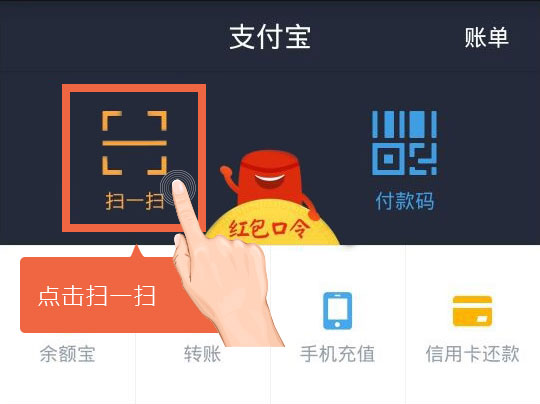 支付宝
账单
扫一扫
付款码
红包口令
点击扫一扫
余额宝
转账
手机充值
信用卡还款